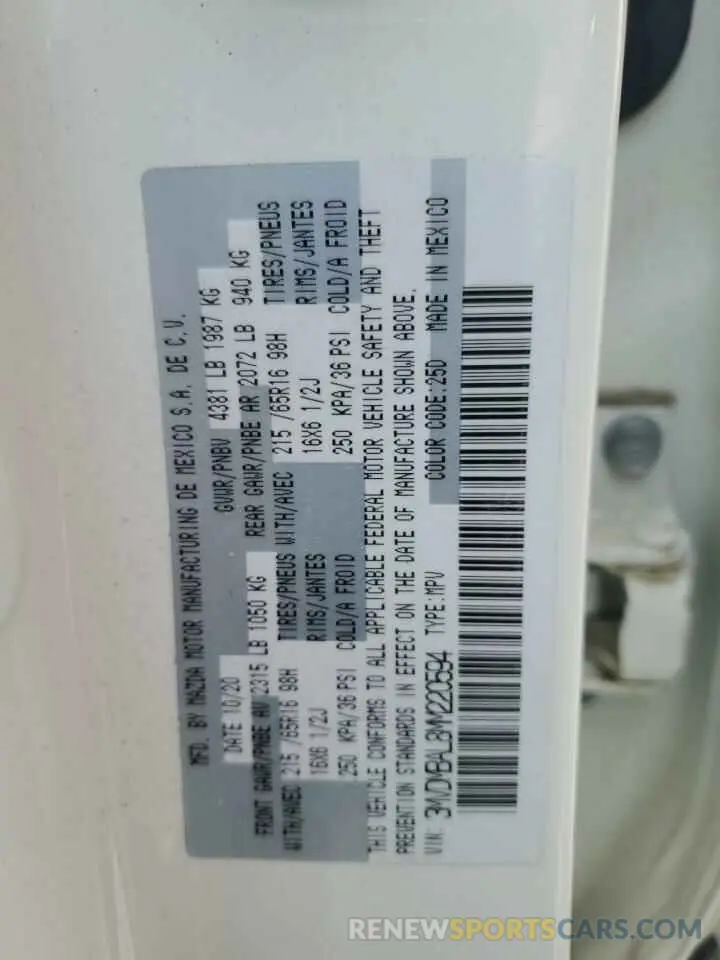 MFD. BY MAZDA MOTOR MANUFACTURING DE MEXICO S.A. DE C.V.
DATE 10/20 GVWR/PNBV 4381 LB 1987 KG
FRONT GAWR/PNBE AV 2315 LB 1050 KG REAR GAWR/PNBE AR 2072 LB 940 KG
WITH/AVEC 215 /65R16 98H TIRES/PNEUS WITH/AVEC 215 /65R16 98H TIRES/PNEUS
16X6 1/2J RIMS/JANTES 16X6 1/2J RIMS/JANTES
250 KPA/36 PSI COLD/A FROID 250 KPA/36 PSI COLD/A FROID
THIS VEHICLE CONFORMS TO ALL APPLICABLE FEDERAL MOTOR VEHICLE SAFETY AND THEFT
PREVENTION STANDARDS IN EFFECT ON THE DATE OF MANUFACTURE SHOWN ABOVE.
VIN: 3MVDMBAL8MM220594 TYPE:MPV COLOR CODE:25D MADE IN MEXICO
RENEWSPORTSCARS.COM